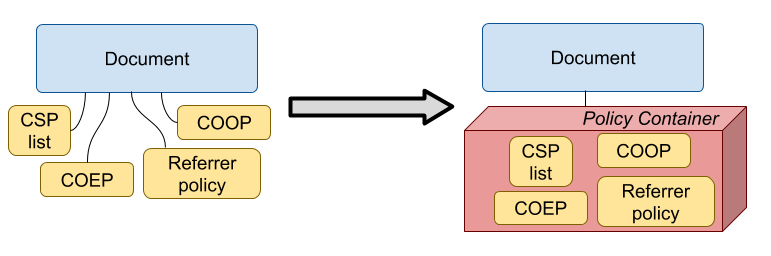 Document
CSP
list
COOP
COEP
Referrer
policy
Document
Policy Container
CSP
list
COOP
COEP
Referrer
policy